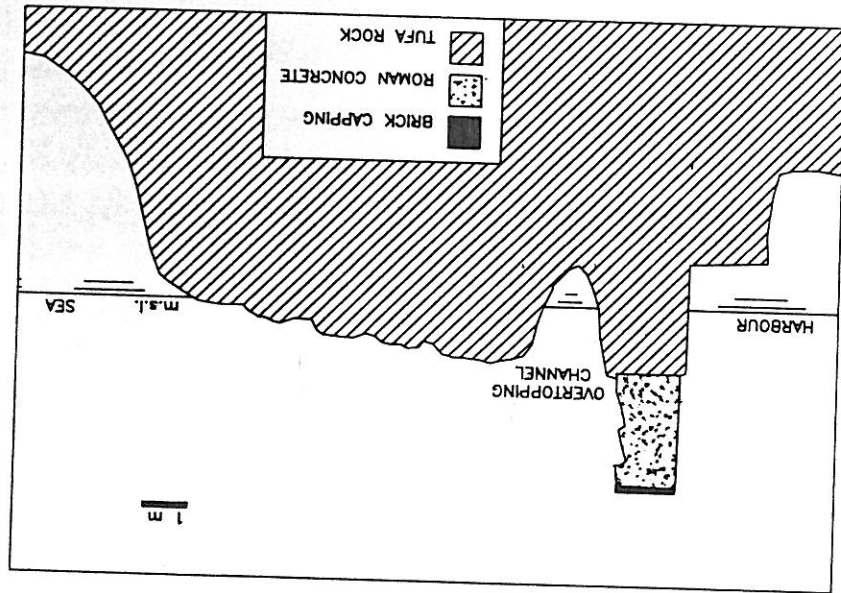 1 m
OVERTOPPING
CHANNEL
HARBOUR
m.s.l. SEA
BRICK CAPPING
ROMAN CONCRETE
TUFA ROCK